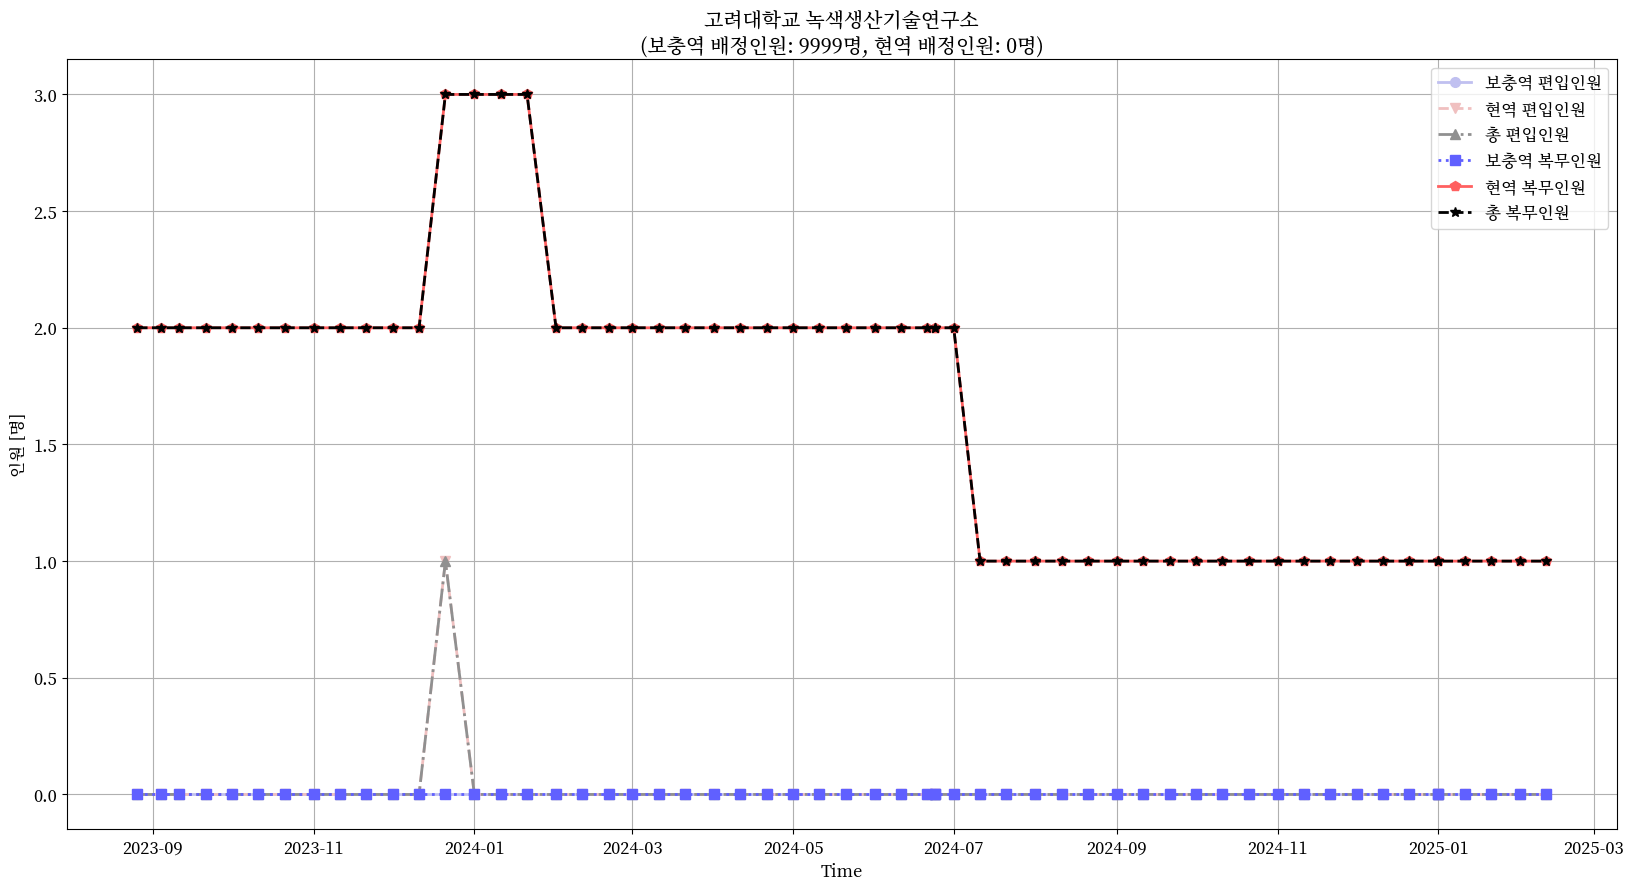 고려대학교 녹색생산기술연구소
(보충역 배정인원: 9999명, 현역 배정인원: 0명)
보충역 편입인원
현역 편입인원
총 편입인원
보충역 복무인원
현역 복무인원
총 복무인원
인원 [명]
3.0
2.5
2.0
1.5
1.0
0.5
0.0
2023-09
2023-11
2024-01
2024-03
2024-05
2024-07
2024-09
2024-11
2025-01
2025-03
Time